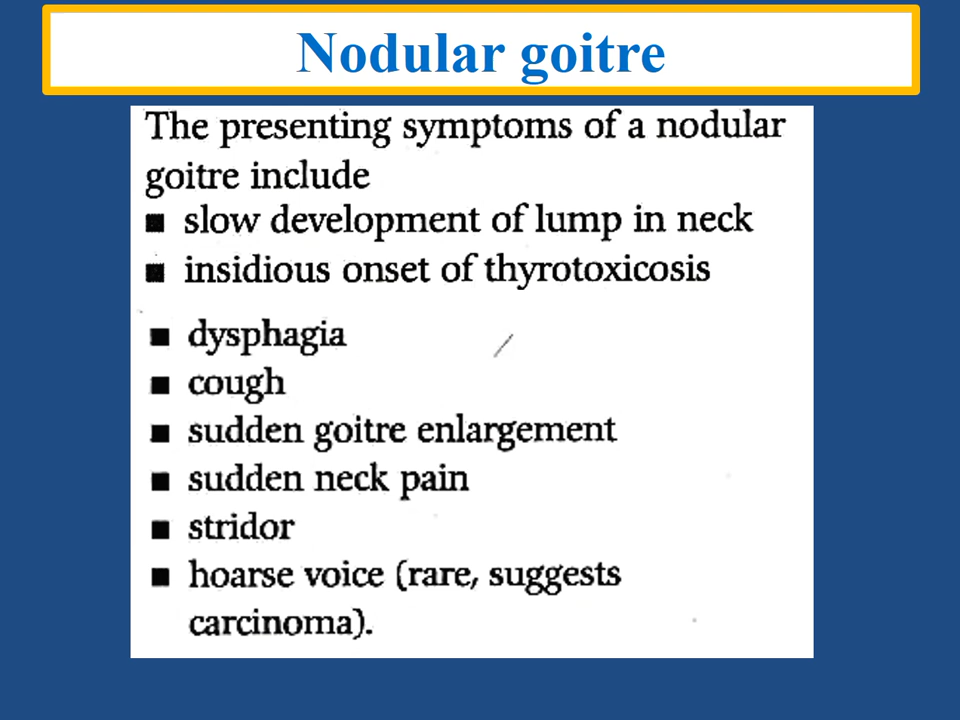 Nodular goitre
The presenting symptoms of a nodular
goitre include
■ slow development of lump in neck
■ insidious onset of thyrotoxicosis
■ dysphagia
■ cough
■ sudden goitre enlargement
■ sudden neck pain
■ stridor
■ hoarse voice (rare, suggests
carcinoma).